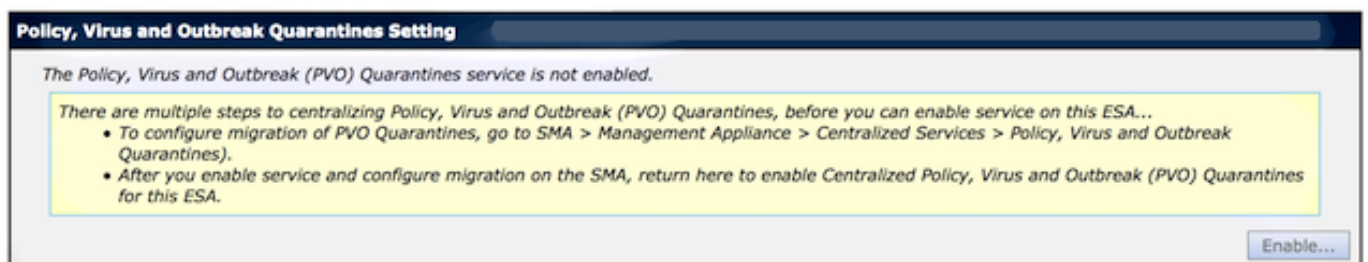 Policy, Virus and Outbreak Quarantines Setting
The Policy, Virus and Outbreak (PVO) Quarantines service is not enabled.
There are multiple steps to centralizing Policy, Virus and Outbreak (PVO) Quarantines, before you can enable service on this ESA...
• To configure migration of PVO Quarantines, go to SMA > Management Appliance > Centralized Services > Policy, Virus and Outbreak
Quarantines).
• After you enable service and configure migration on the SMA, return here to enable Centralized Policy, Virus and Outbreak (PVO) Quarantines
for this ESA.
Enable...